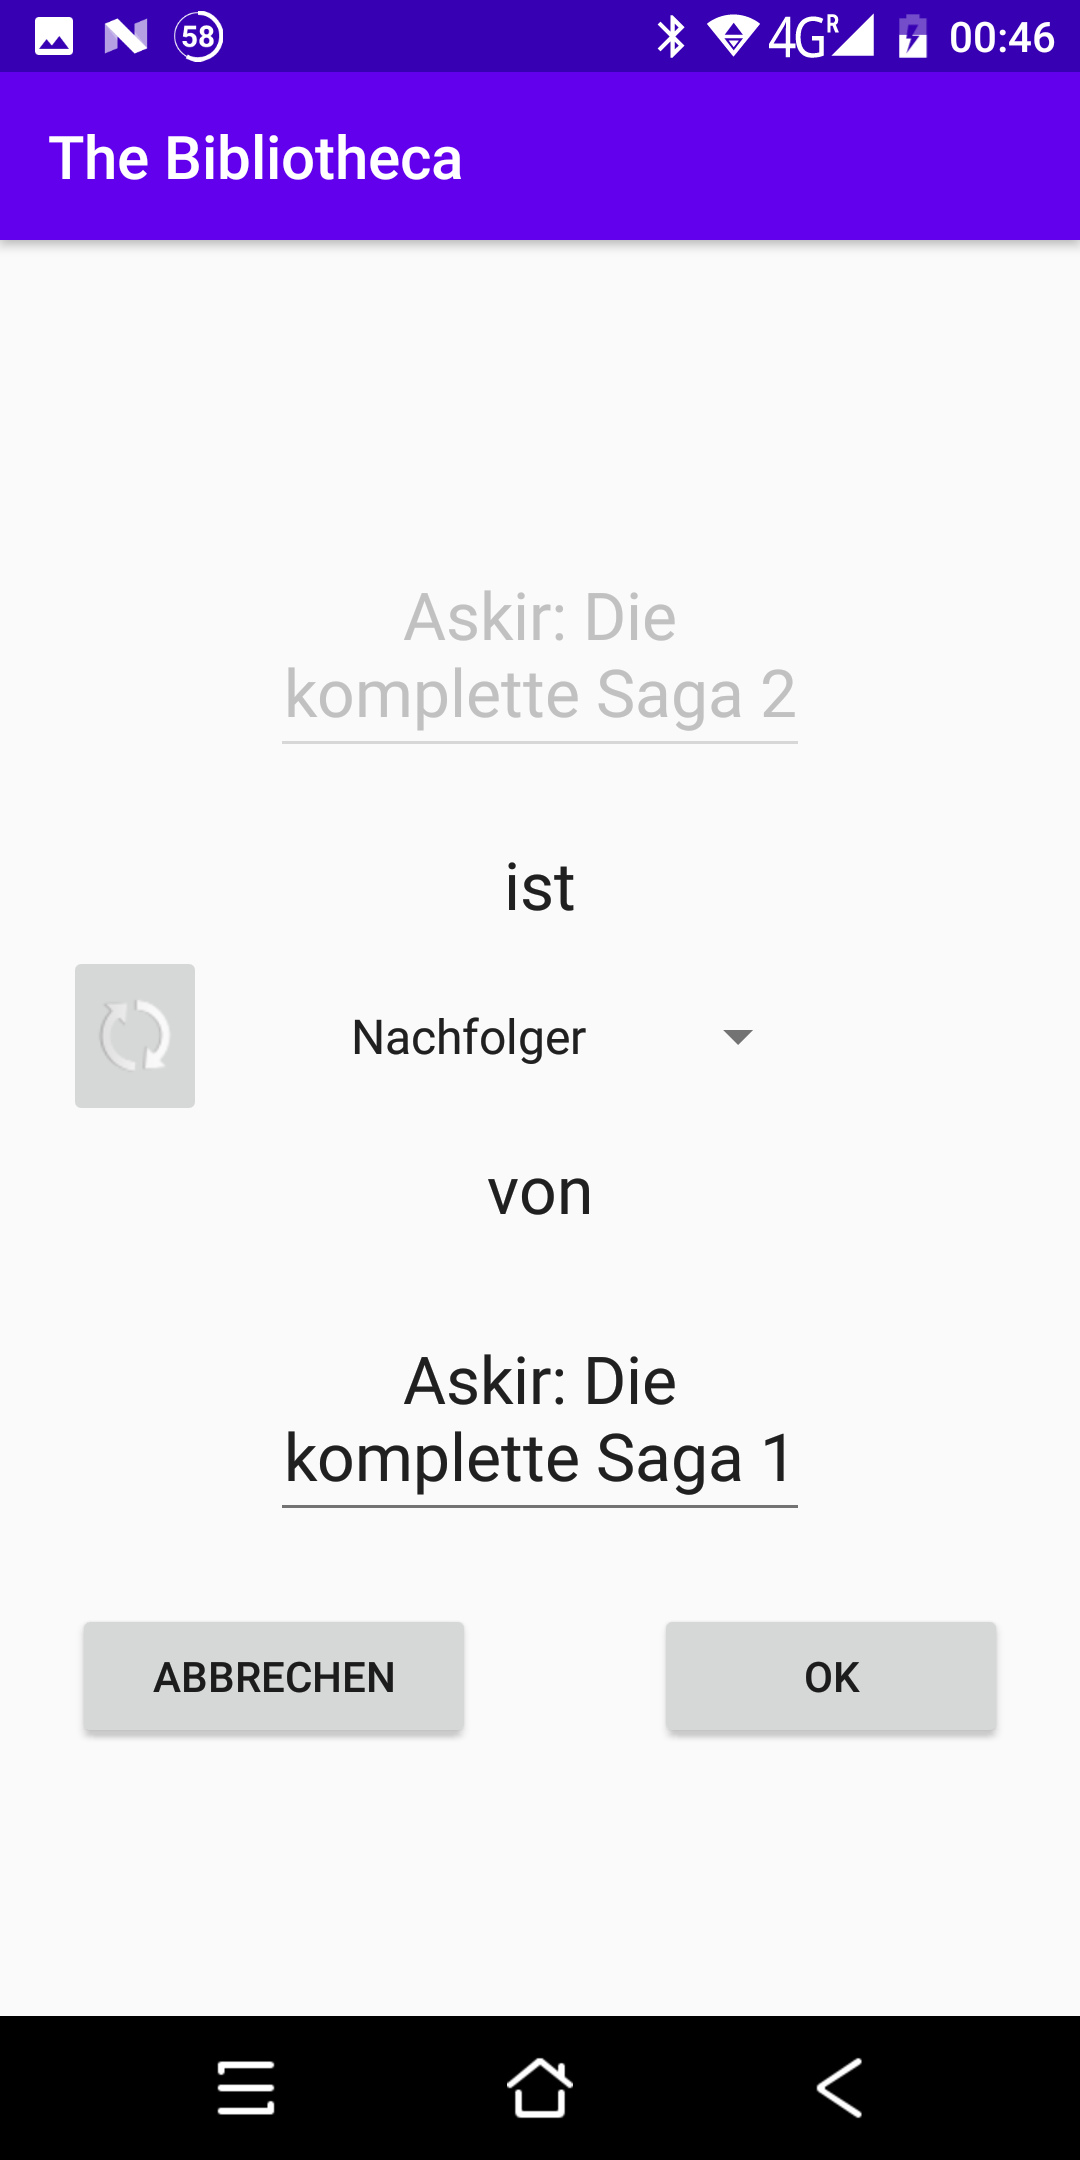 58 4G R 00:46
The Bibliotheca
Askir: Die
komplette Saga 2
ist
Nachfolger
von
Askir: Die
komplette Saga 1
ABBRECHEN OK